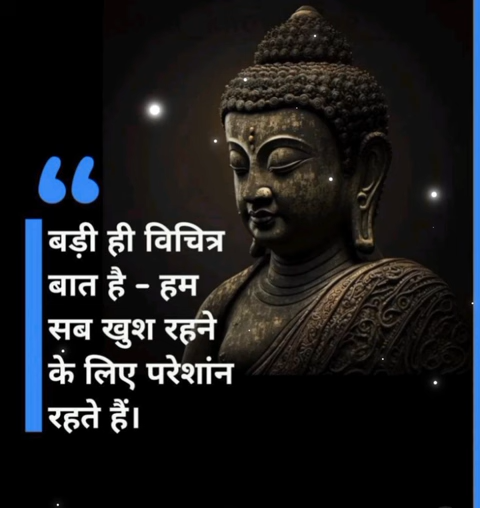 बड़ी ही विचित्र
बात है - हम
सब खुश रहने
के लिए परेशांन
रहते हैं।